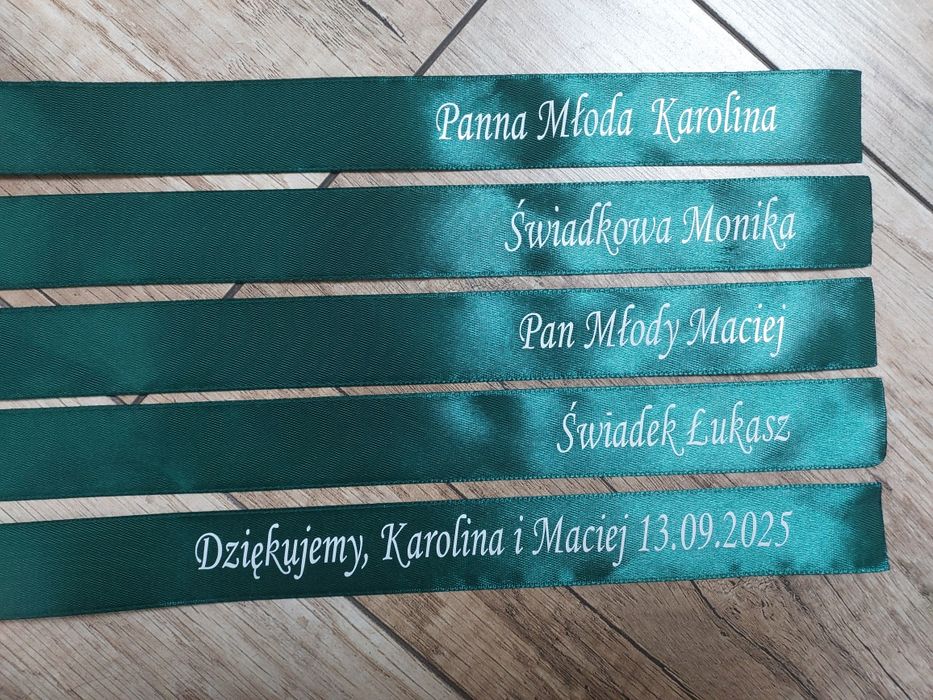 Panna Młoda Karolina
Świadkowa Monika
Pan Młody Maciej
Świadek Łukasz
Dziękujemy, Karolina i Maciej 13.09.2025